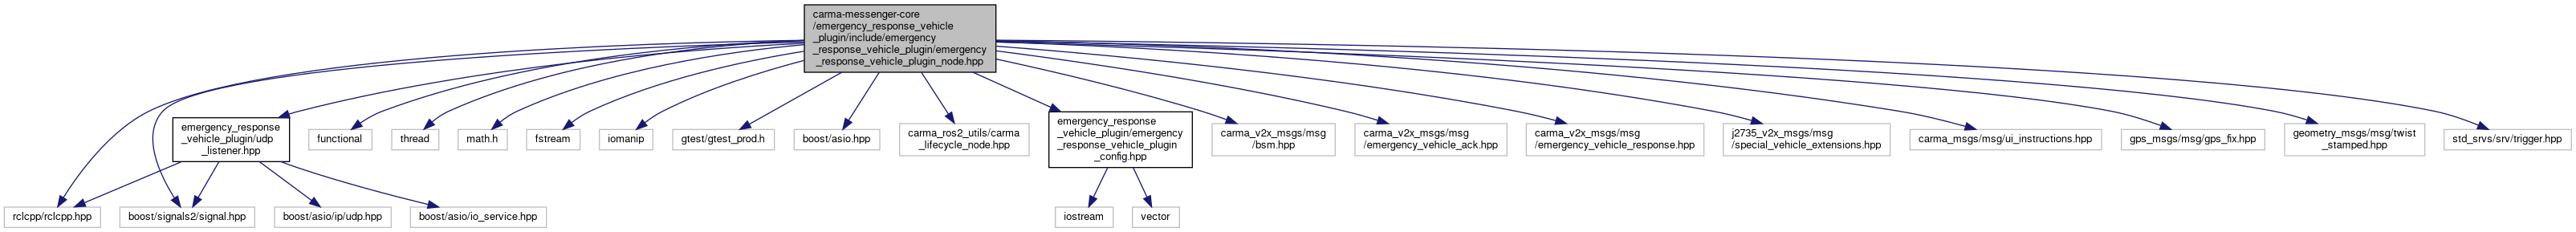 carma-messenger-core
/emergency_response_vehicle
_plugin/include/emergency
_response_vehicle_plugin/emergency
_response_vehicle_plugin_node.hpp
emergency_response
_vehicle_plugin/udp
_listener.hpp
functional
thread
math.h
fstream
iomanip
gtest/gtest_prod.h
boost/asio.hpp
carma_ros2_utils/carma
_lifecycle_node.hpp
emergency_response
_vehicle_plugin/emergency
_response_vehicle_plugin
_config.hpp
carma_v2x_msgs/msg
/bsm.hpp
carma_v2x_msgs/msg
/emergency_vehicle_ack.hpp
carma_v2x_msgs/msg
/emergency_vehicle_response.hpp
j2735_v2x_msgs/msg
/special_vehicle_extensions.hpp
carma_msgs/msg/ui_instructions.hpp
gps_msgs/msg/gps_fix.hpp
geometry_msgs/msg/twist
_stamped.hpp
std_srvs/srv/trigger.hpp
rclcpp/rclcpp.hpp
boost/signals2/signal.hpp
boost/asio/ip/udp.hpp
boost/asio/io_service.hpp
iostream
vector